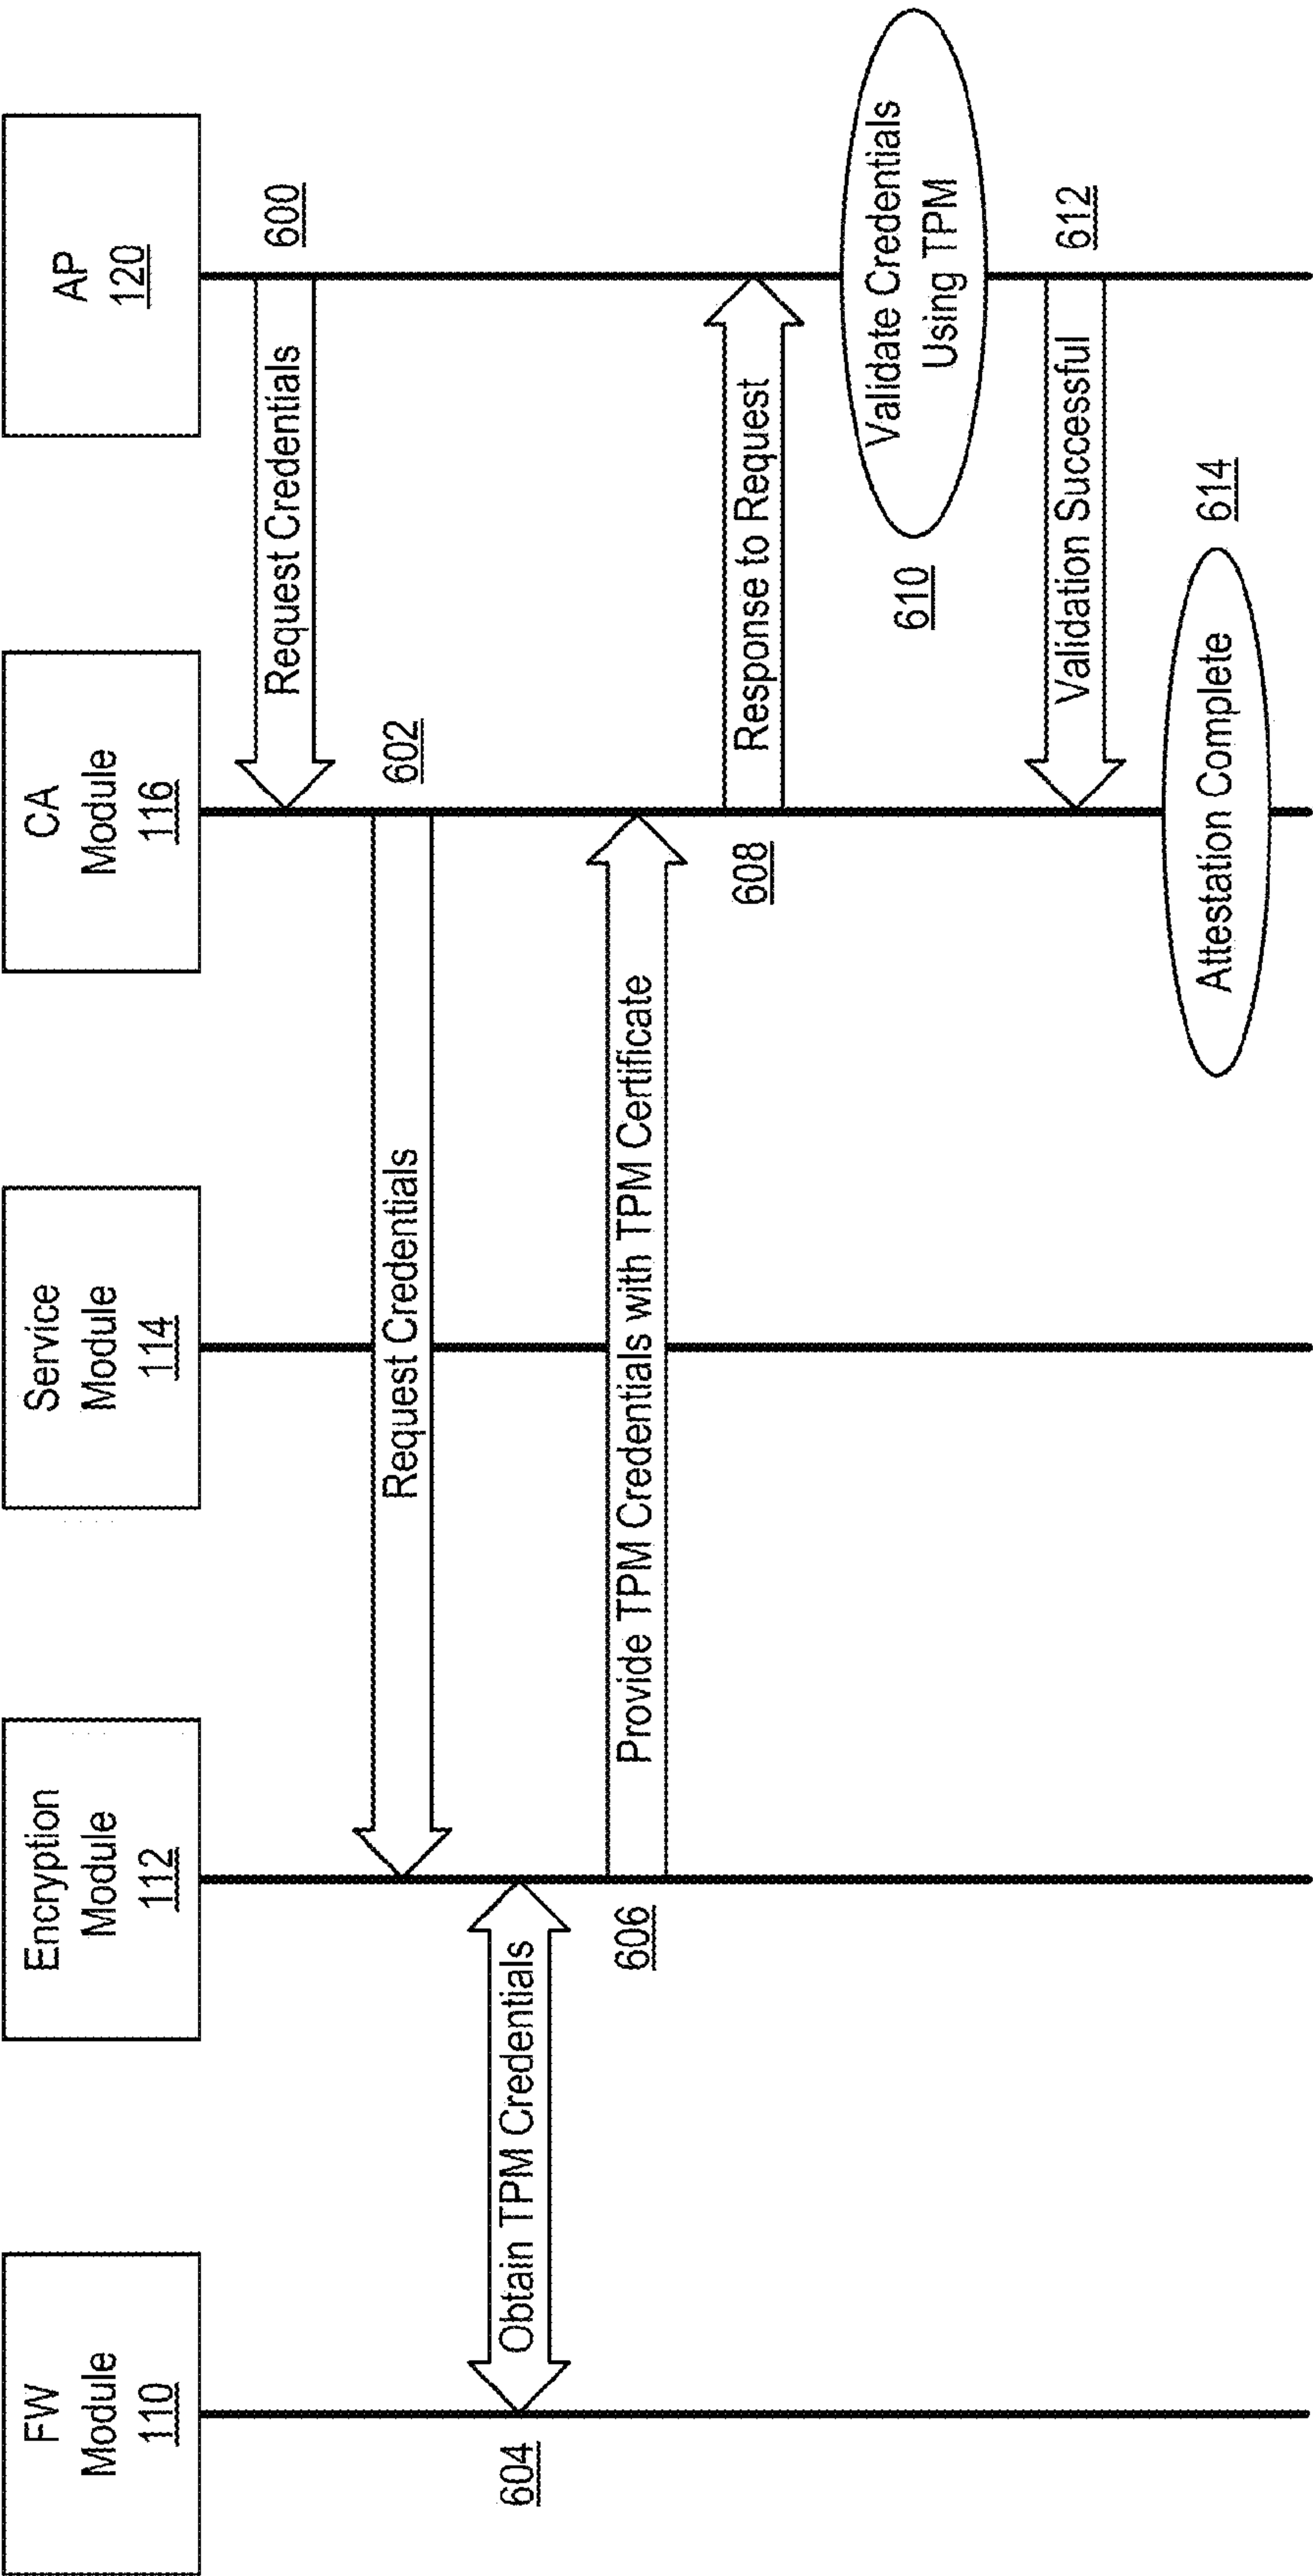 FW
Module
110
Encryption
Module
112
Service
Module
114
CA
Module
116
AP
120
Request Credentials
600
Request Credentials
602
Obtain TPM Credentials
604
Provide TPM Credentials with TPM Certificate
606
Response to Request
608
Validate Credentials
Using TPM
610
Validation Successful
612
Attestation Complete
614